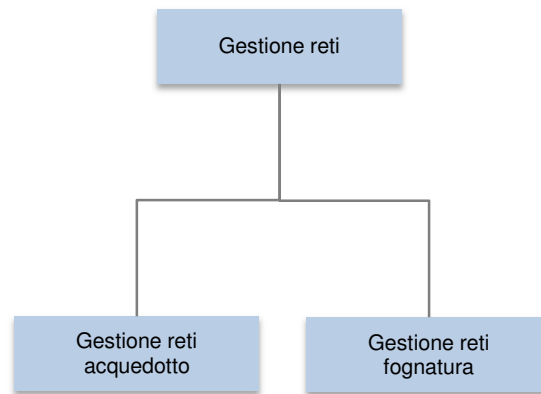 Gestione reti
Gestione reti
acquedotto
Gestione reti
fognatura